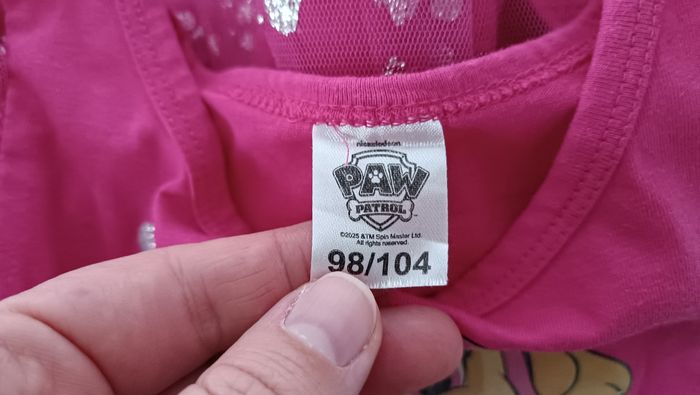 nickelodeon
PAW
PATROL
©2025 &TM Spin Master Ltd.
All rights reserved.
98/104